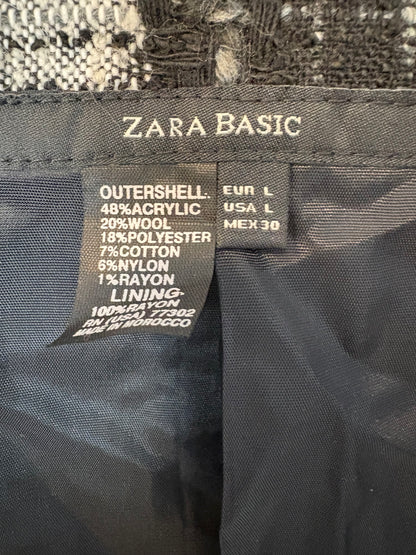 ZARA BASIC
OUTERSHELL.
48%ACRYLIC
20%WOOL
18%POLYESTER
7%COTTON
6%NYLON
1%RAYON
LINING-
100%RAYON
RN (USA) 77302
MADE IN MOROCCO
EUR L
USA L
MEX 30